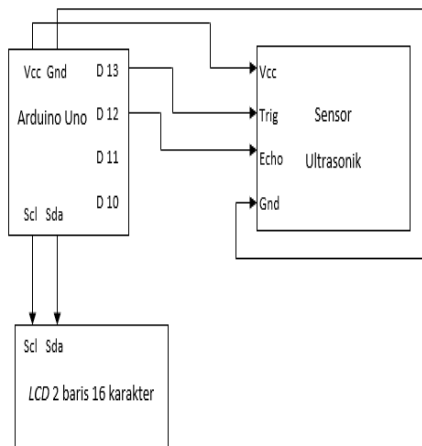 Vcc Gnd
D 13
Arduino Uno
D 12
D 11
D 10
Scl Sda
Vcc
Trig
Sensor
Echo
Ultrasonik
Gnd
Scl Sda
LCD 2 baris 16 karakter